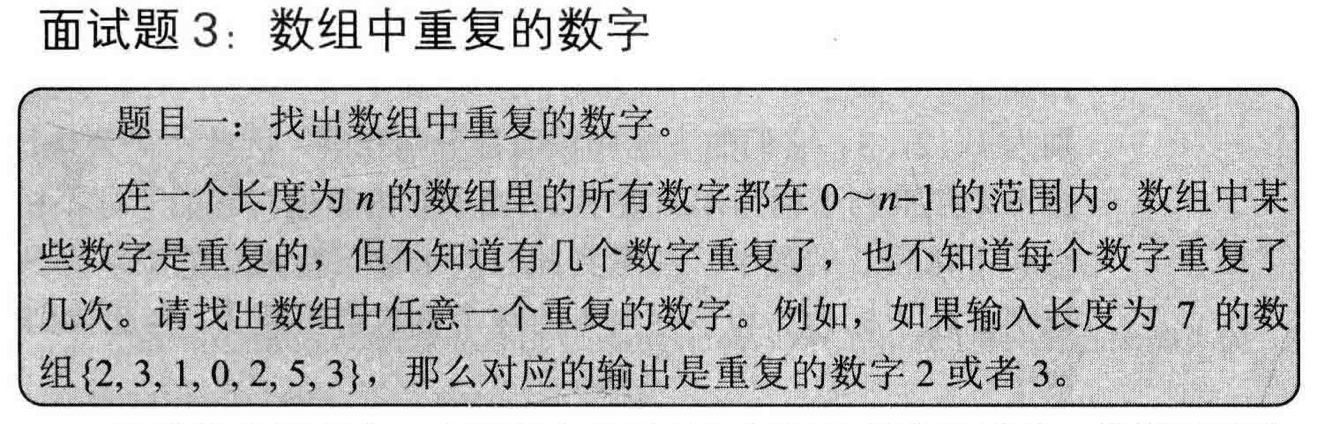 面试题3：数组中重复的数字
题目一：找出数组中重复的数字。
在一个长度为 n 的数组里的所有数字都在 0～n-1 的范围内。数组中某
些数字是重复的，但不知道有几个数字重复了，也不知道每个数字重复了
几次。请找出数组中任意一个重复的数字。例如，如果输入长度为 7 的数
组{2, 3, 1, 0, 2, 5, 3}，那么对应的输出是重复的数字 2 或者 3。